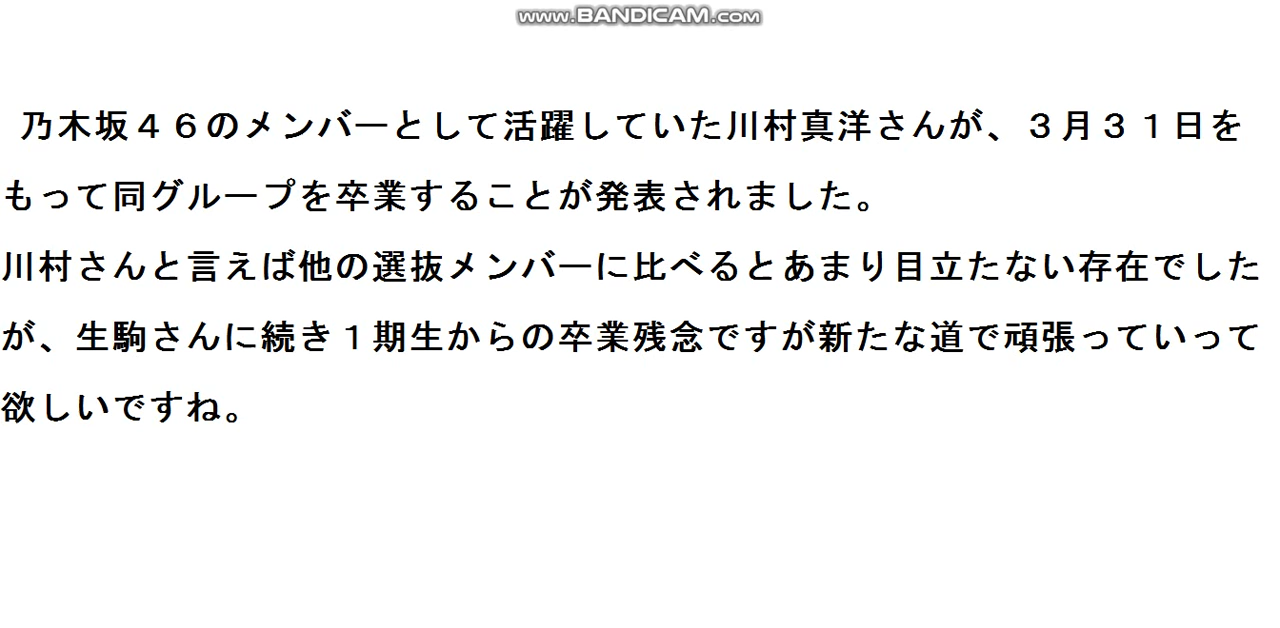 www.BANDICAM.com
乃木坂４６のメンバーとして活躍していた川村真洋さんが、３月３１日を
もって同グループを卒業することが発表されました。
川村さんと言えば他の選抜メンバーに比べるとあまり目立たない存在でした
が、生駒さんに続き１期生からの卒業残念ですが新たな道で頑張っていって
欲しいですね。